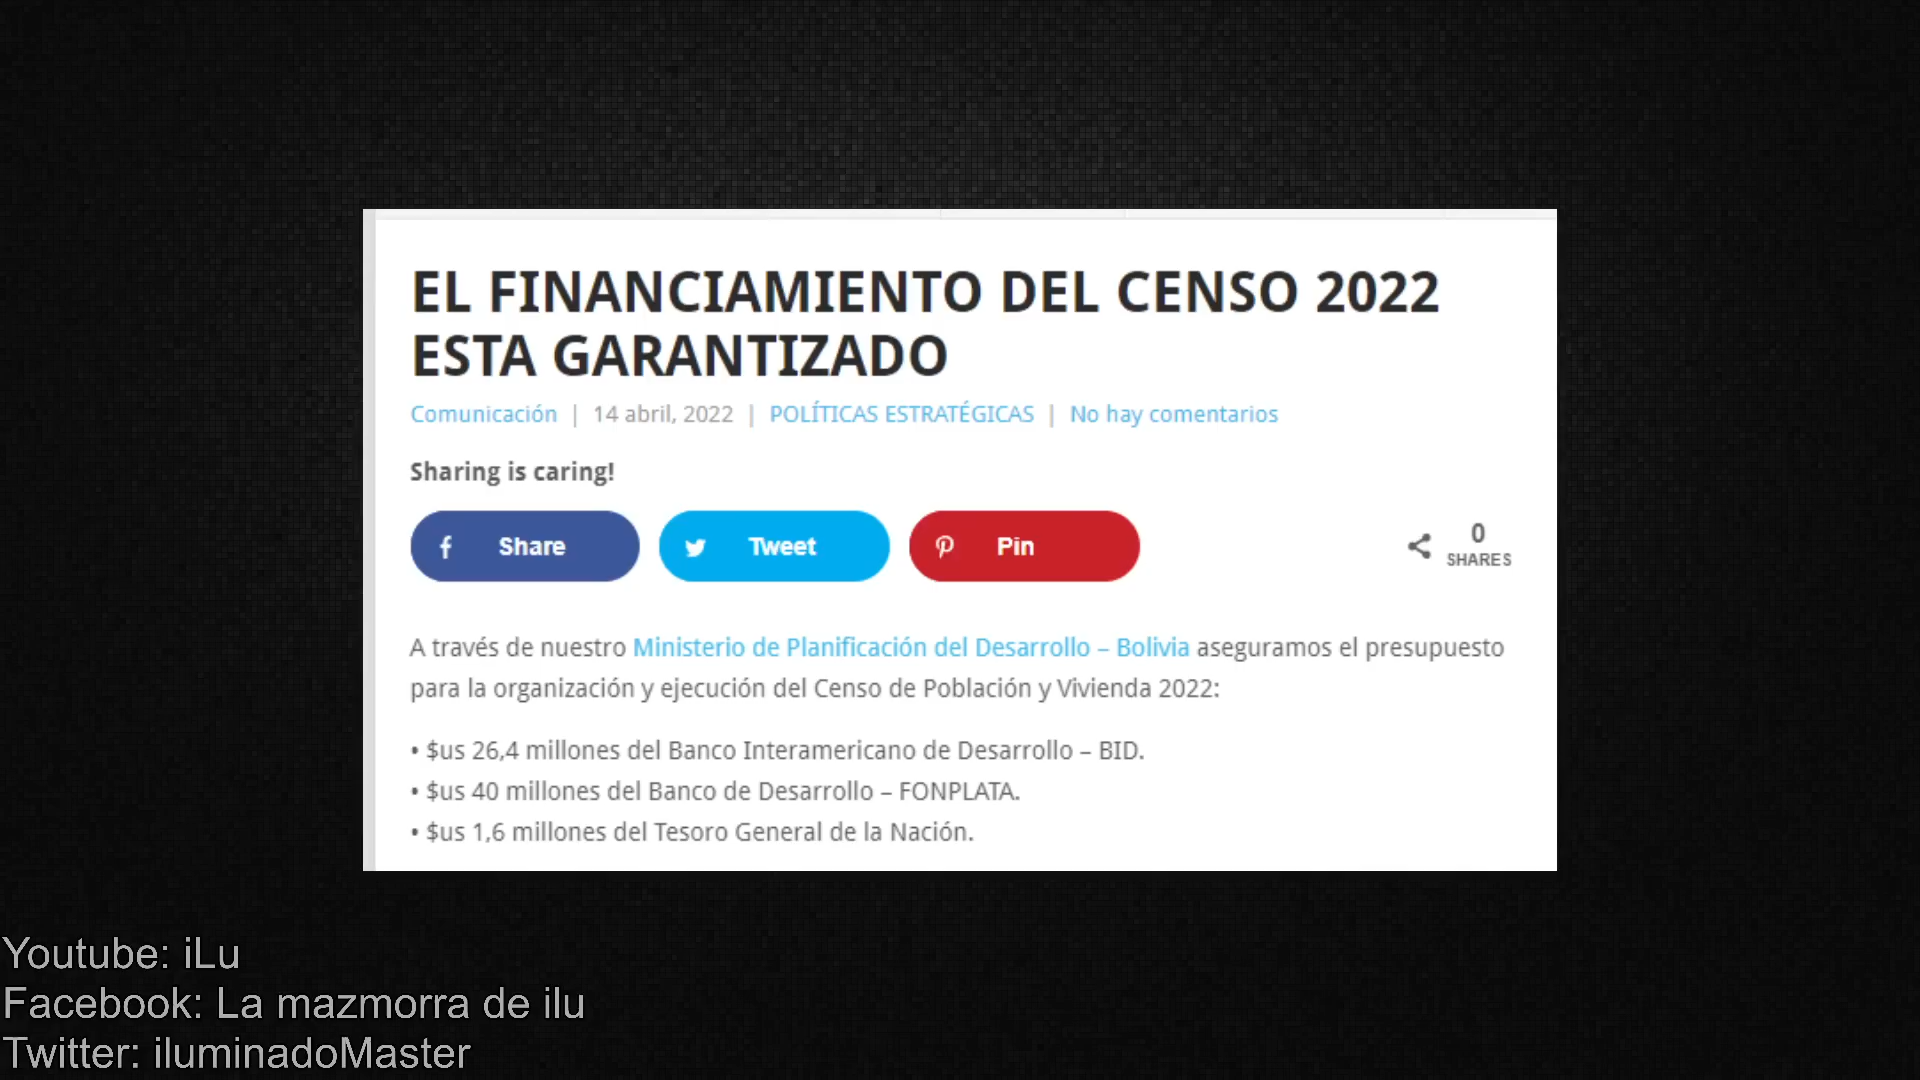 EL FINANCIAMIENTO DEL CENSO 2022
ESTA GARANTIZADO
Comunicación | 14 abril, 2022 | POLÍTICAS ESTRATÉGICAS | No hay comentarios
Sharing is caring!
Share Tweet Pin 0
SHARES
A través de nuestro Ministerio de Planificación del Desarrollo – Bolivia aseguramos el presupuesto
para la organización y ejecución del Censo de Población y Vivienda 2022:
• $us 26,4 millones del Banco Interamericano de Desarrollo – BID.
• $us 40 millones del Banco de Desarrollo – FONPLATA.
• $us 1,6 millones del Tesoro General de la Nación.
Youtube: iLu
Facebook: La mazmorra de ilu
Twitter: iluminadoMaster